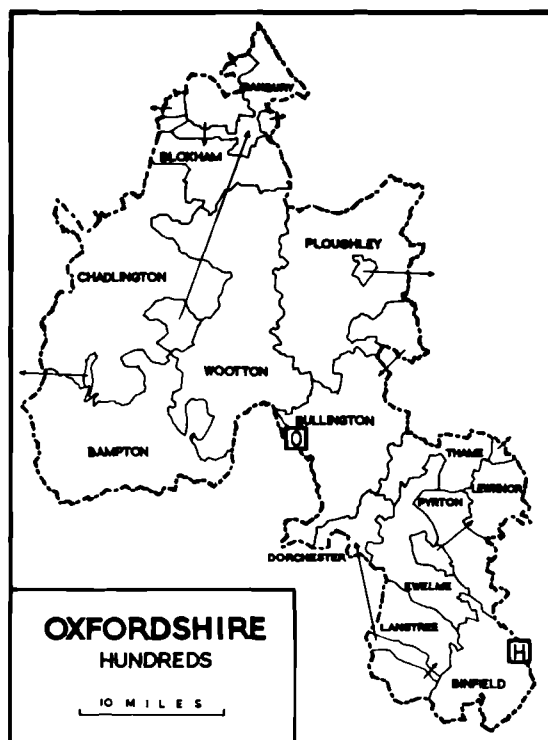 BANBURY
BLOXHAM
PLOUGHLEY
CHADLINGTON
WOOTTON
BULLINGTON
O
BAMPTON
THAME
LEWKNOR
PYRTON
DORCHESTER
EWELME
LANGTREE
H
BINFIELD
OXFORDSHIRE
HUNDREDS
10 MILES